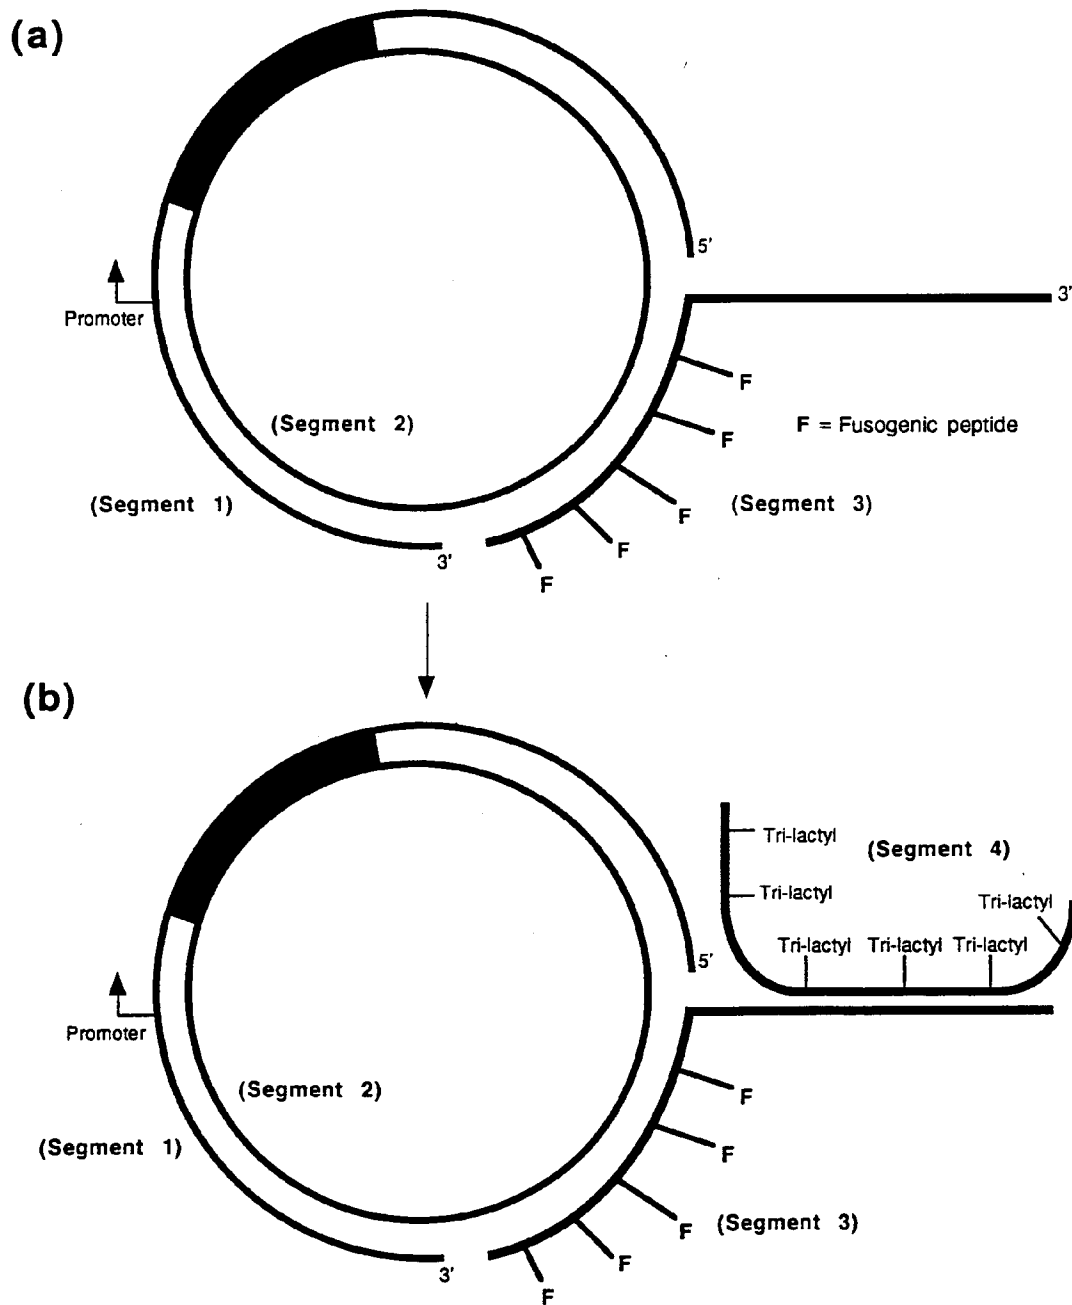 (a)
5'
3'
Promoter
F
F
(Segment 2)
F = Fusogenic peptide
(Segment 1)
F
(Segment 3)
F
3'
F
(b)
Tri-lactyl
(Segment 4)
Tri-lactyl
Tri-lactyl
Tri-lactyl
Tri-lactyl
Tri-lactyl
5'
Promoter
(Segment 2)
F
(Segment 1)
F
F
(Segment 3)
F
3'
F